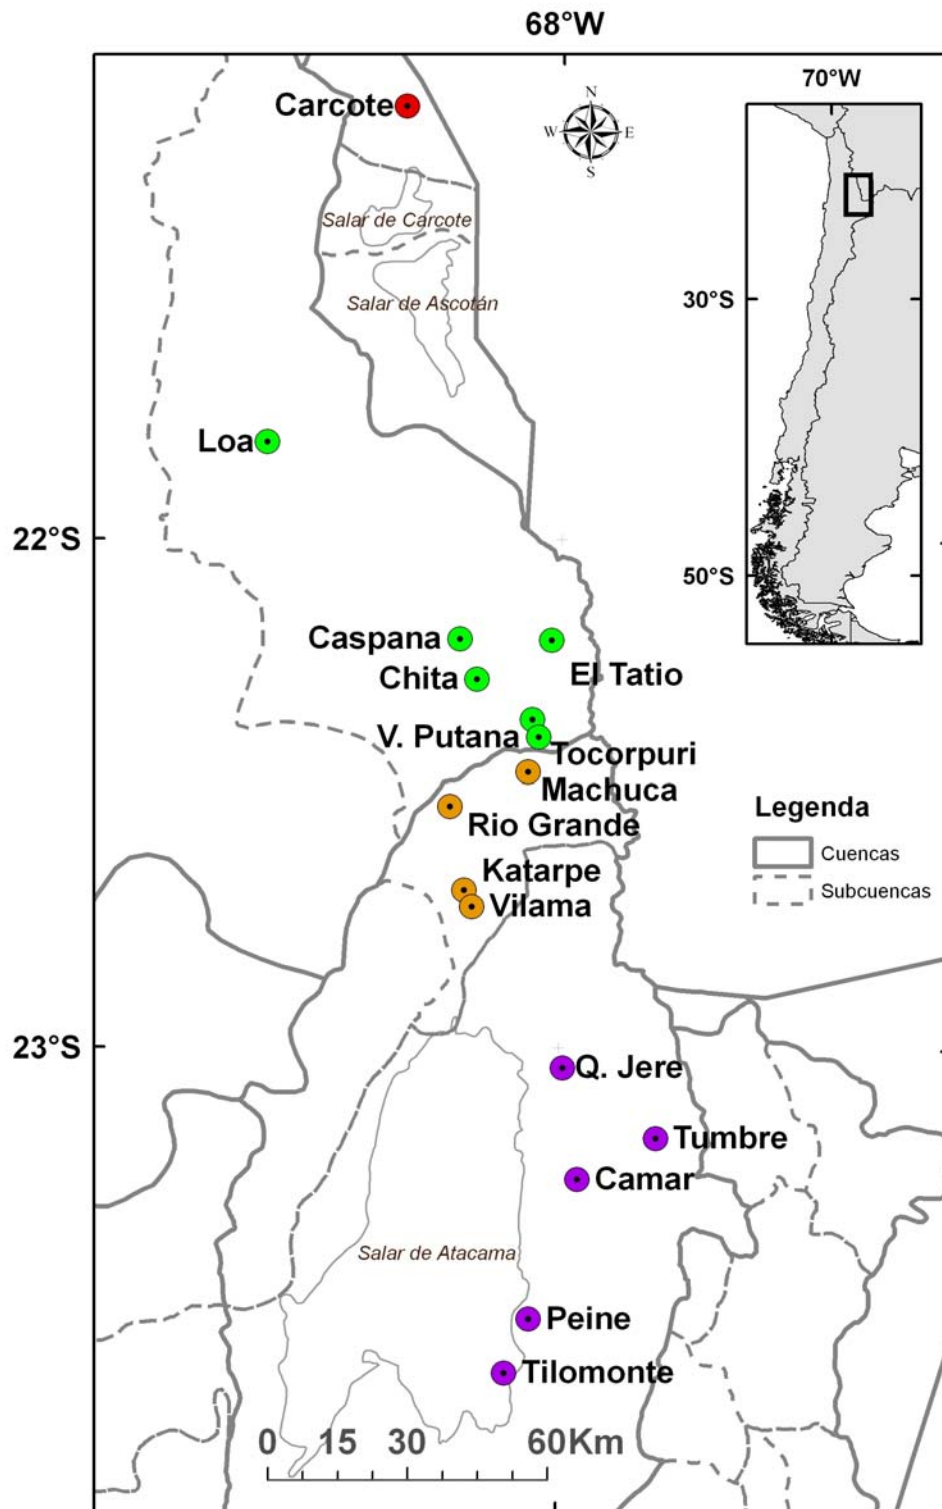 68°W
70°W
Carcote
N
W E
S
Salar de Carcote
Salar de Ascotán
30°S
Loa
22°S
50°S
Caspana
El Tatio
Chita
V. Putana
Tocorpuri
Machuca
Rio Grande
Legenda
Cuencas
Subcuencas
Katarpe
Vilama
23°S
Q. Jere
Tumbre
Camar
Salar de Atacama
Peine
Tilomonte
0 15 30 60Km